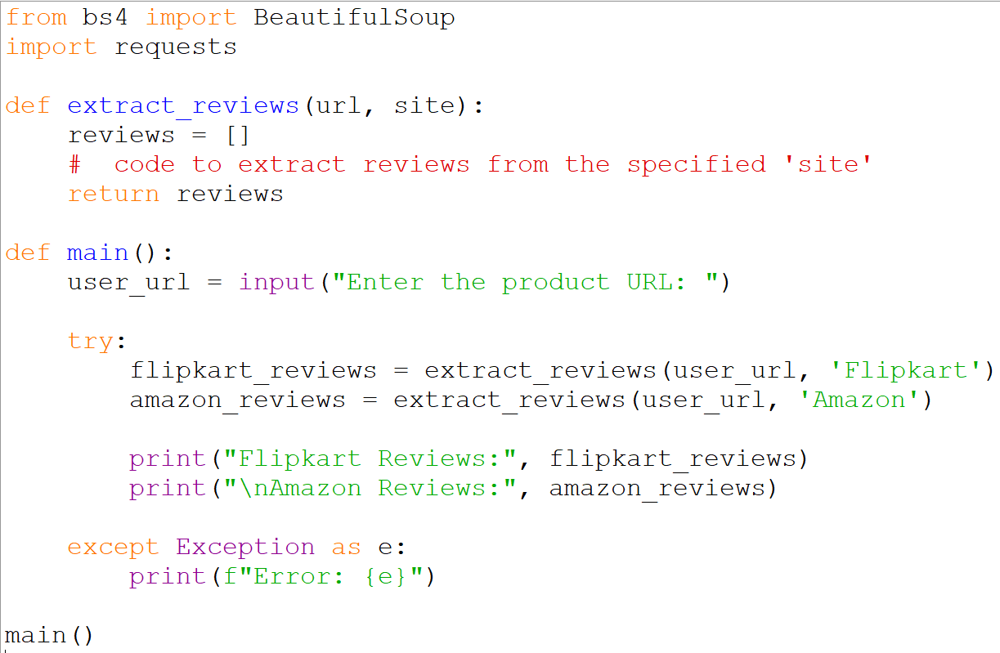 from bs4 import BeautifulSoup
import requests

def extract_reviews(url, site):
    reviews = []
    #  code to extract reviews from the specified 'site'
    return reviews

def main():
    user_url = input("Enter the product URL: ")

    try:
        flipkart_reviews = extract_reviews(user_url, 'Flipkart')
        amazon_reviews = extract_reviews(user_url, 'Amazon')

        print("Flipkart Reviews:", flipkart_reviews)
        print("\nAmazon Reviews:", amazon_reviews)

    except Exception as e:
        print(f"Error: {e}")

main()